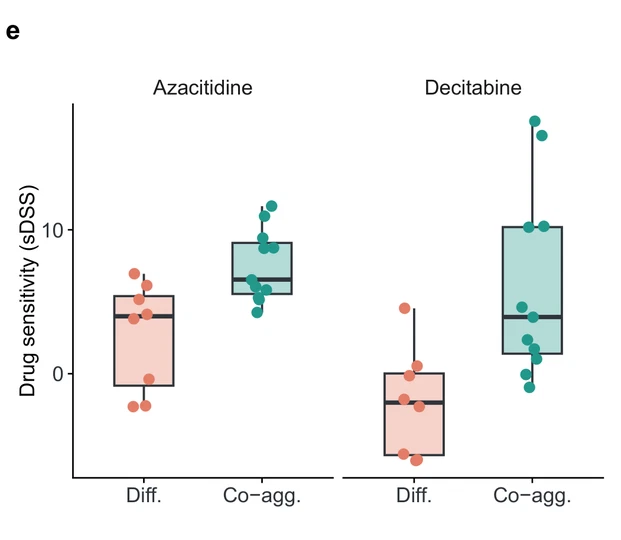 e
Azacitidine Decitabine
Drug sensitivity (sDSS)
10
0
Diff. Co−agg. Diff. Co−agg.